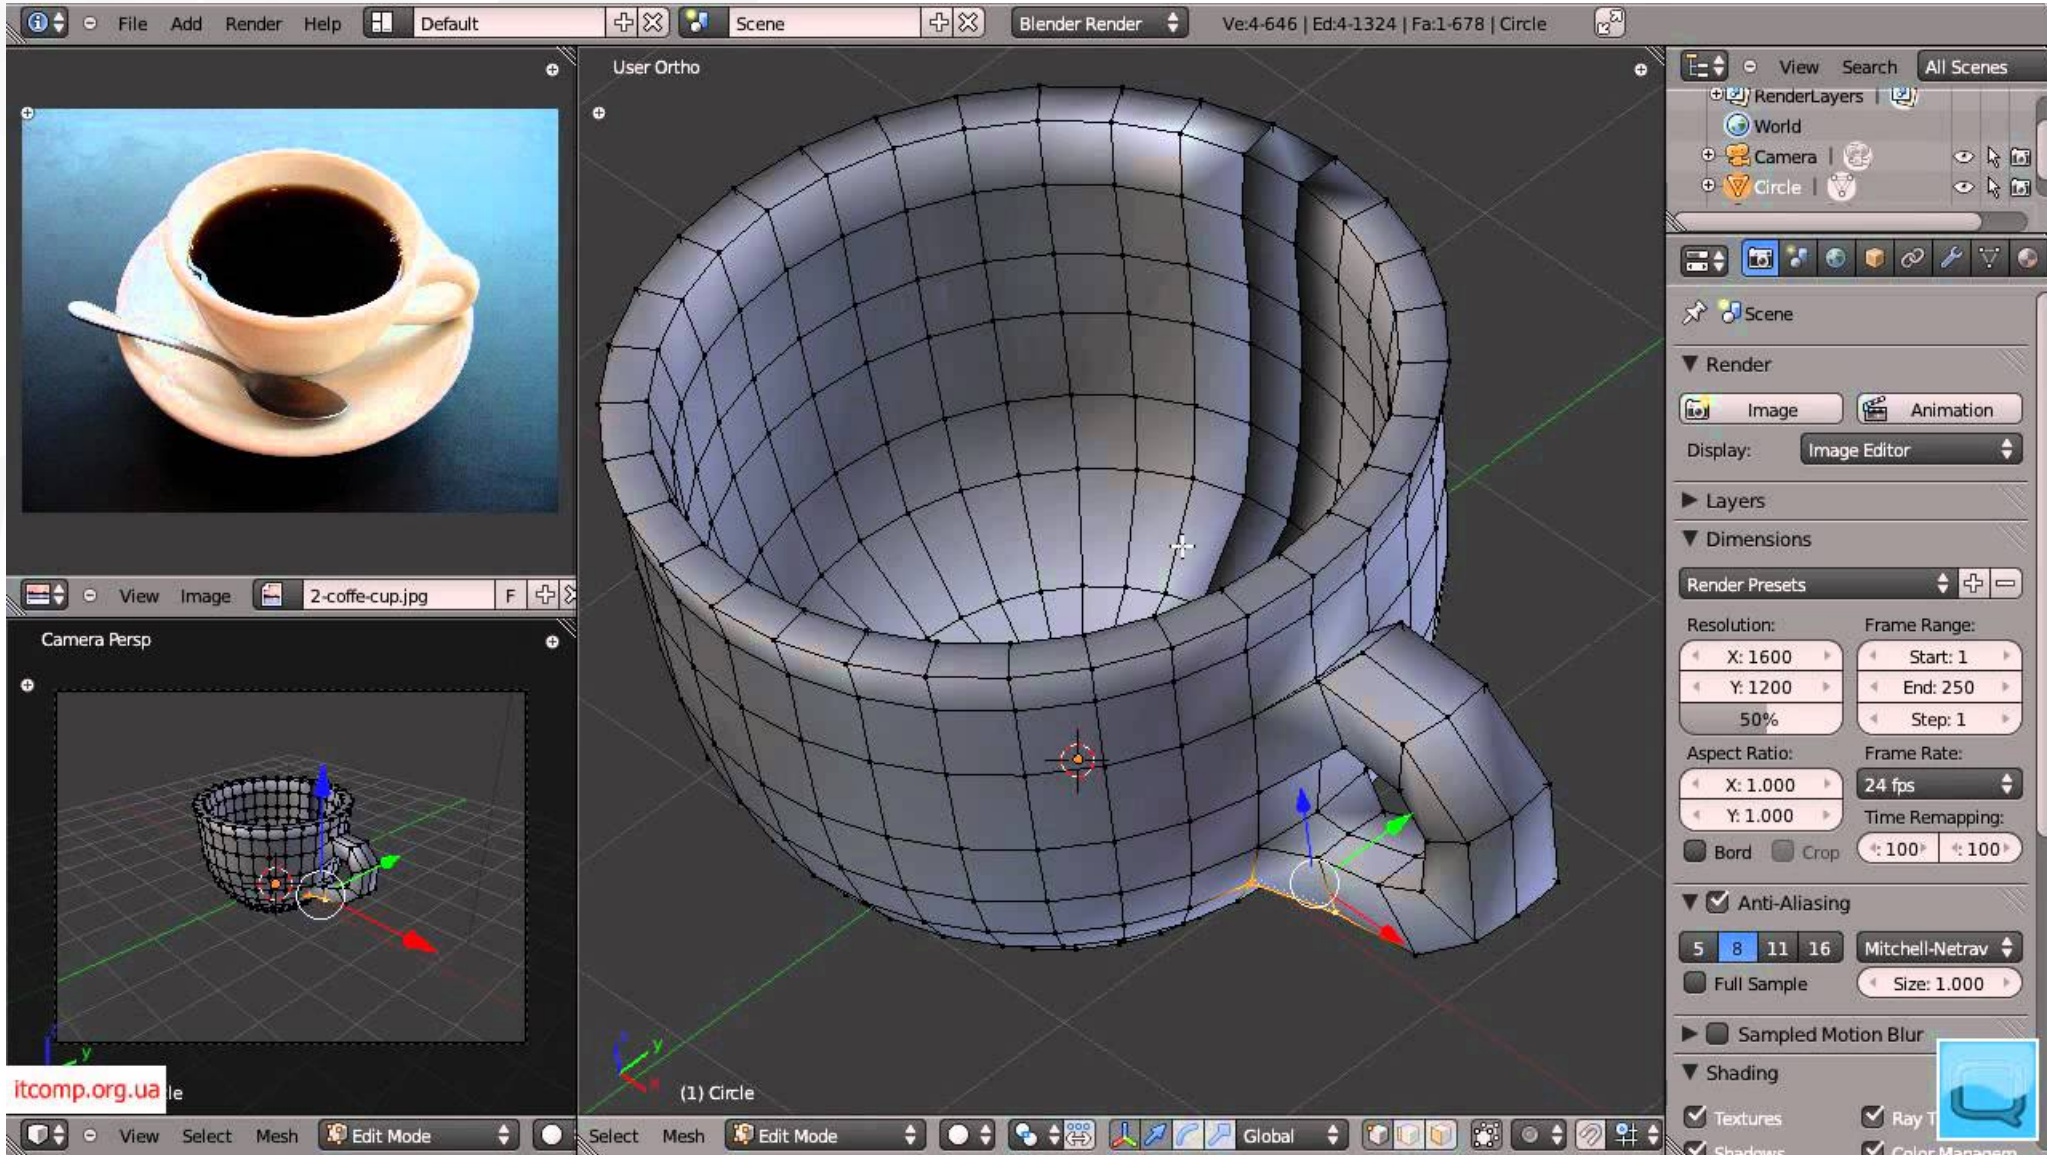 File Add Render Help Default Scene Blender Render Ve:4-646 | Ed:4-1324 | Fa:1-678 | Circle
View Image 2-coffe-cup.jpg F
Camera Persp
itcomp.org.ua
View Select Mesh Edit Mode
User Ortho
y
x
(1) Circle
Select Mesh Edit Mode Global
View Search All Scenes
RenderLayers |
World
Camera |
Circle |
Scene
Render
Image Animation
Display: Image Editor
Layers
Dimensions
Render Presets
Resolution: Frame Range:
X: 1600 Start: 1
Y: 1200 End: 250
50% Step: 1
Aspect Ratio: Frame Rate:
X: 1.000 24 fps
Y: 1.000 Time Remapping:
Bord Crop : 100 : 100
Anti-Aliasing
5 8 11 16 Mitchell-Netrav
Full Sample Size: 1.000
Sampled Motion Blur
Shading
Textures Ray T
Shadows Color Managem